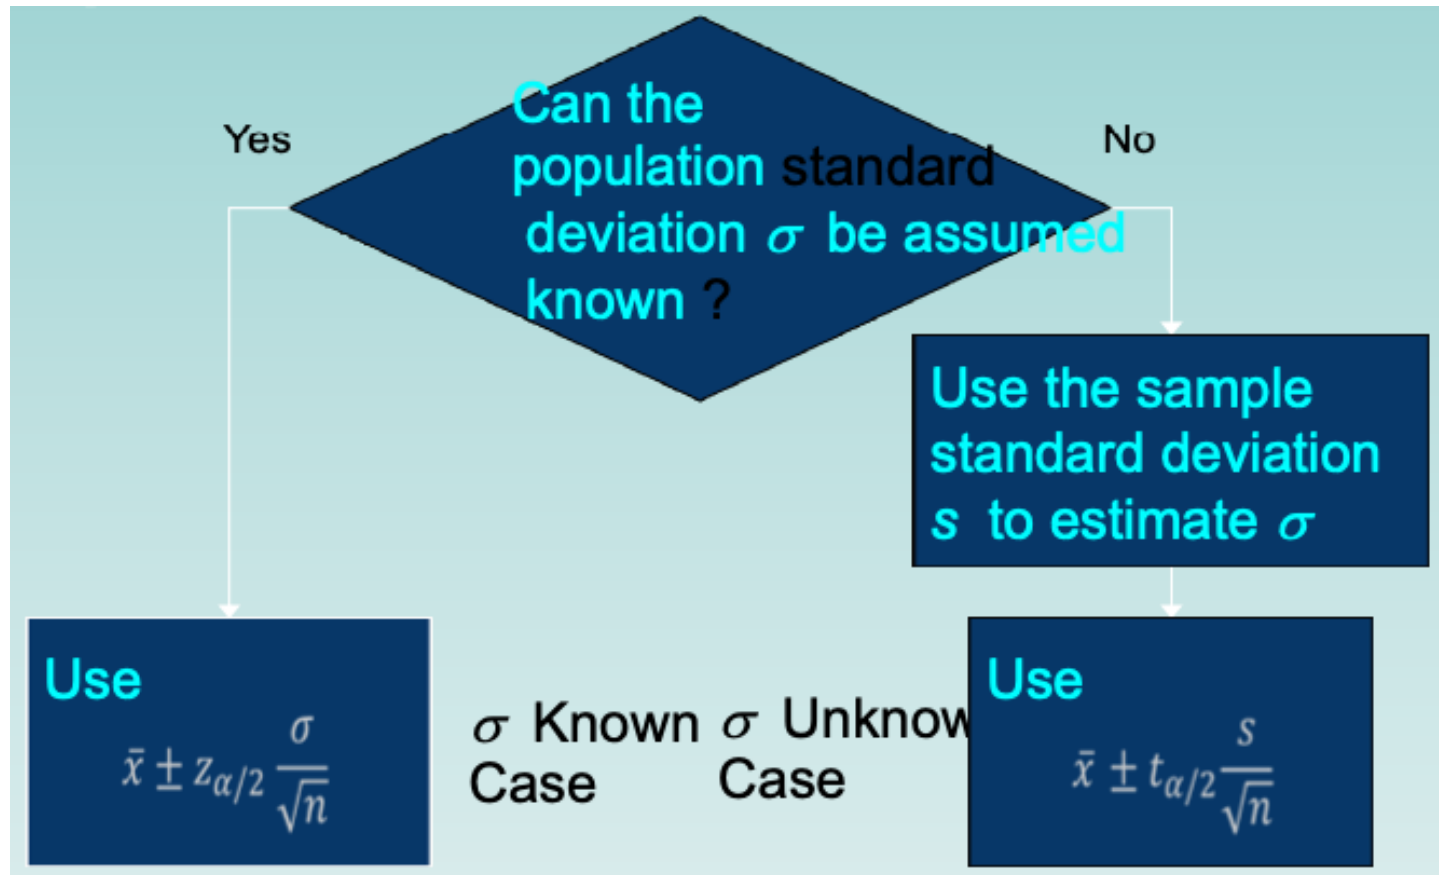 Can the
population standard
deviation σ be assumed
known ?
Yes
No
Use the sample
standard deviation
s to estimate σ
Use
x̄ ± z_{α/2} σ/√n
σ Known
Case
σ Unknow
Case
Use
x̄ ± t_{α/2} s/√n